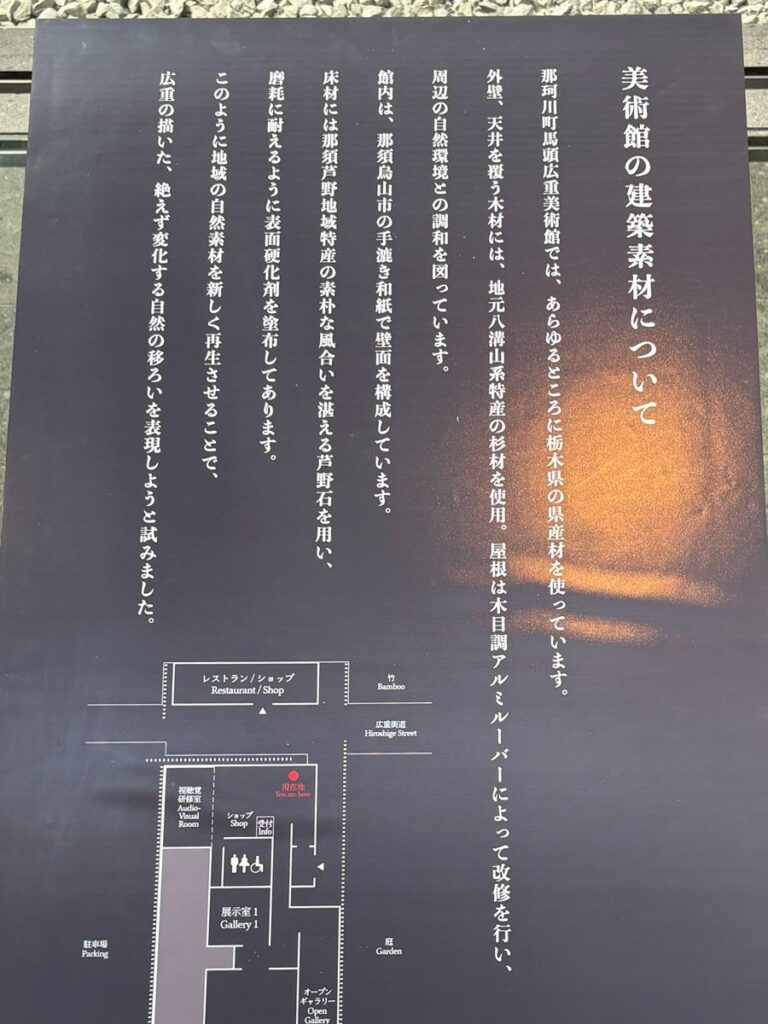 美術館の建築素材について
那珂川町馬頭広重美術館では、あらゆるところに栃木県の県産材を使っています。
外壁、天井を覆う木材には、地元八溝山系特産の杉材を使用。屋根は木目調アルミルーバーによって改修を行い、
周辺の自然環境との調和を図っています。
館内は、那須烏山市の手漉き和紙で壁面を構成しています。
床材には那須芦野地域特産の素朴な風合いを湛える芦野石を用い、
磨耗に耐えるように表面硬化剤を塗布してあります。
このように地域の自然素材を新しく再生させることで、
広重の描いた、絶えず変化する自然の移ろいを表現しようと試みました。
レストラン/ショップ
Restaurant/Shop
竹
Bamboo
広重街道
Hiroshige Street
現在地
You are here
視聴覚
研修室
Audio-
Visual
Room
ショップ
Shop
受付
Info
展示室1
Gallery 1
駐車場
Parking
庭
Garden
オープン
ギャラリー
Open
Gallery